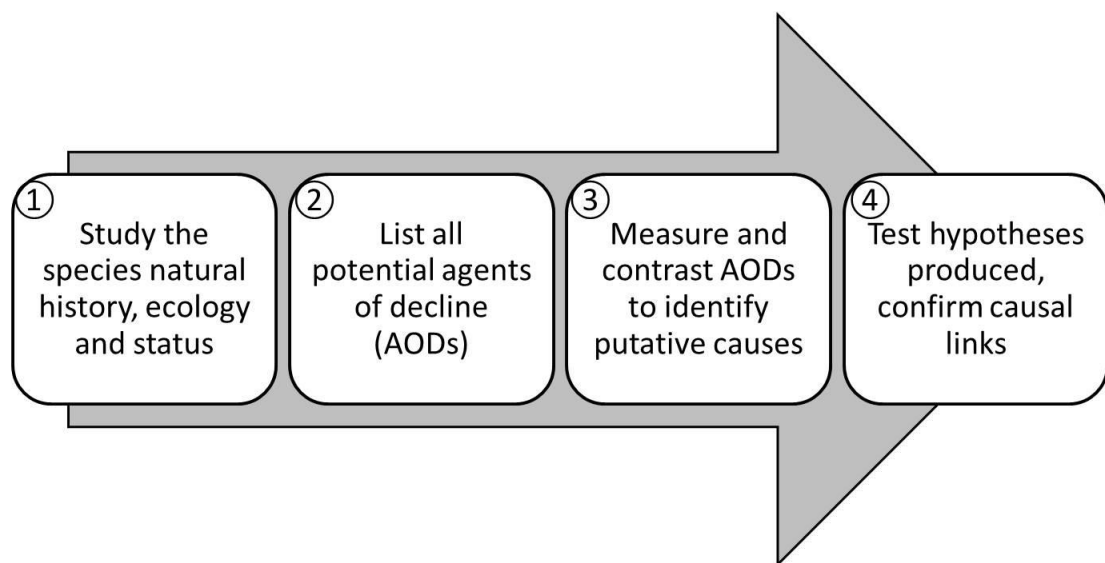 1
Study the
species natural
history, ecology
and status
2
List all
potential agents
of decline
(AODs)
3
Measure and
contrast AODs
to identify
putative causes
4
Test hypotheses
produced,
confirm causal
links